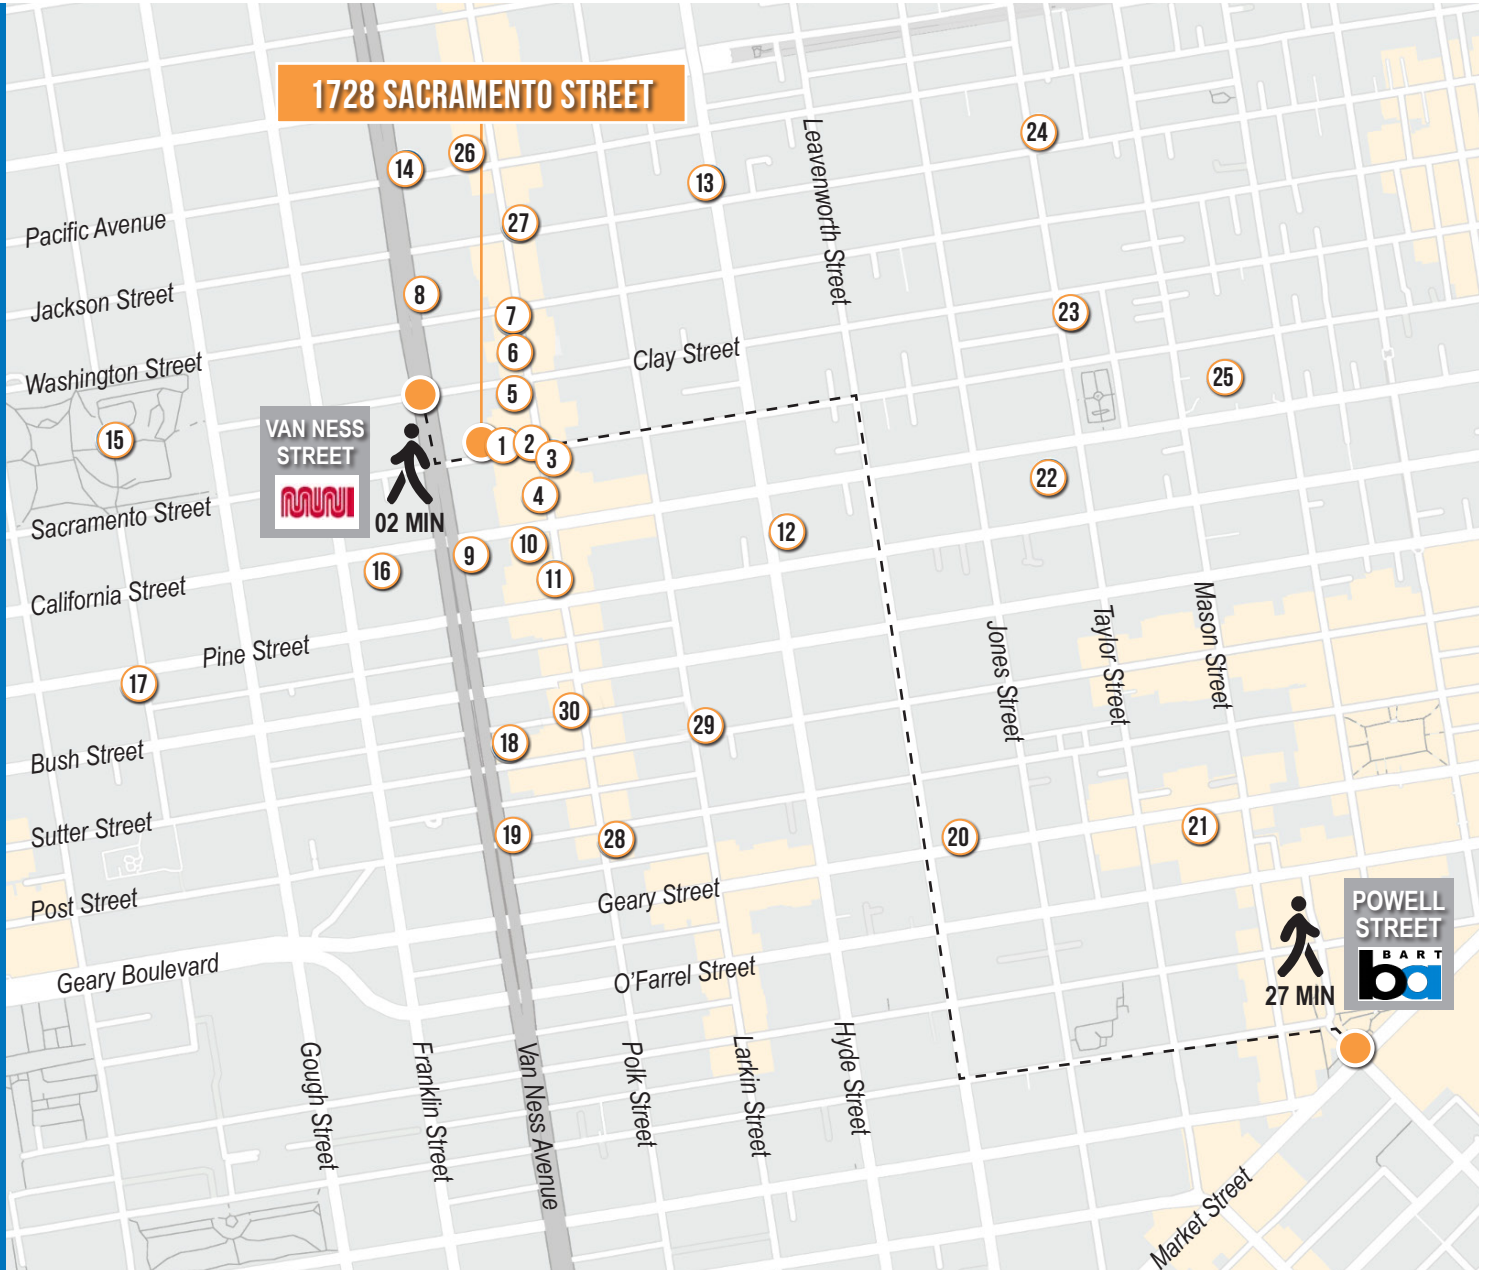 1728 SACRAMENTO STREET
24
26
14
13
Leavenworth Street
Pacific Avenue
27
Jackson Street
8
7
23
Washington Street
6
Clay Street
25
5
15
VAN NESS
STREET
MUNI
02 MIN
1
2
3
4
22
Sacramento Street
12
10
9
16
11
California Street
Pine Street
Jones Street
Taylor Street
Mason Street
17
30
29
18
Bush Street
Sutter Street
19
28
20
21
Post Street
Geary Street
POWELL
STREET
BART
ba
27 MIN
Geary Boulevard
O'Farrel Street
Gough Street
Franklin Street
Van Ness Avenue
Polk Street
Larkin Street
Hyde Street
Market Street